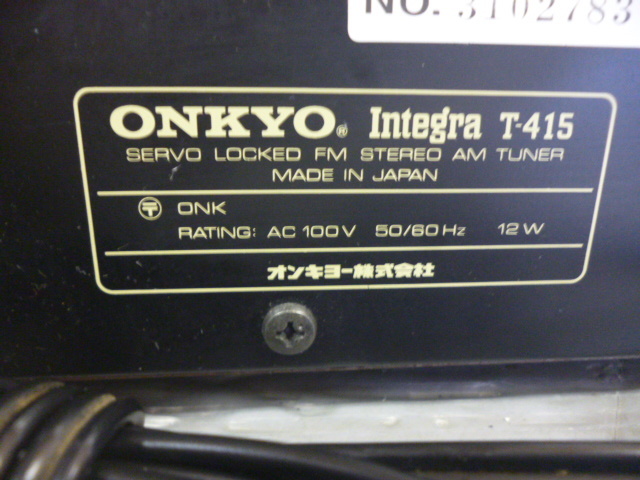 NO. 3102783
ONKYO® Integra T-415
SERVO LOCKED FM STEREO AM TUNER
MADE IN JAPAN
〶 ONK
RATING: AC 100V 50/60Hz 12W
オンキヨー株式会社